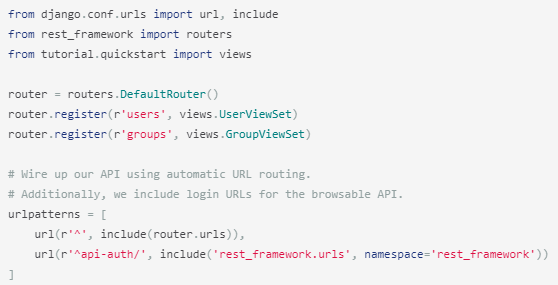 from django.conf.urls import url, include
from rest_framework import routers
from tutorial.quickstart import views

router = routers.DefaultRouter()
router.register(r'users', views.UserViewSet)
router.register(r'groups', views.GroupViewSet)

# Wire up our API using automatic URL routing.
# Additionally, we include login URLs for the browsable API.
urlpatterns = [
    url(r'^', include(router.urls)),
    url(r'^api-auth/', include('rest_framework.urls', namespace='rest_framework'))
]